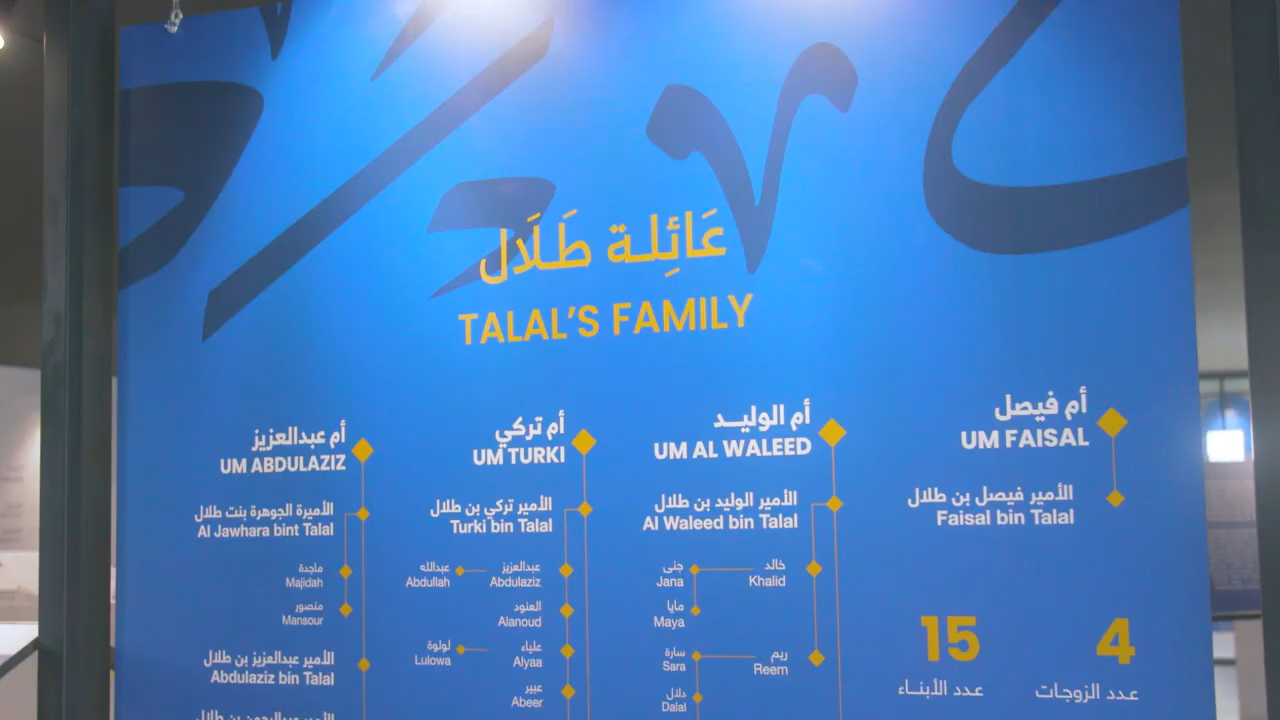 عَائِلة طَلَال
TALAL'S FAMILY
أم فيصل
UM FAISAL
الأمير فيصل بن طلال
Faisal bin Talal
4
عدد الزوجات
15
عدد الأبناء
أم الوليد
UM AL WALEED
الأمير الوليد بن طلال
Al Waleed bin Talal
خالد
Khalid
جنى
Jana
مايا
Maya
ريم
Reem
سارة
Sara
دلال
Dalal
أم تركي
UM TURKI
الأمير تركي بن طلال
Turki bin Talal
عبدالعزيز
Abdulaziz
عبدالله
Abdullah
العنود
Alanoud
علياء
Alyaa
لولوة
Lulowa
عبير
Abeer
أم عبدالعزيز
UM ABDULAZIZ
الأميرة الجوهرة بنت طلال
Al Jawhara bint Talal
ماجدة
Majidah
منصور
Mansour
الأمير عبدالعزيز بن طلال
Abdulaziz bin Talal